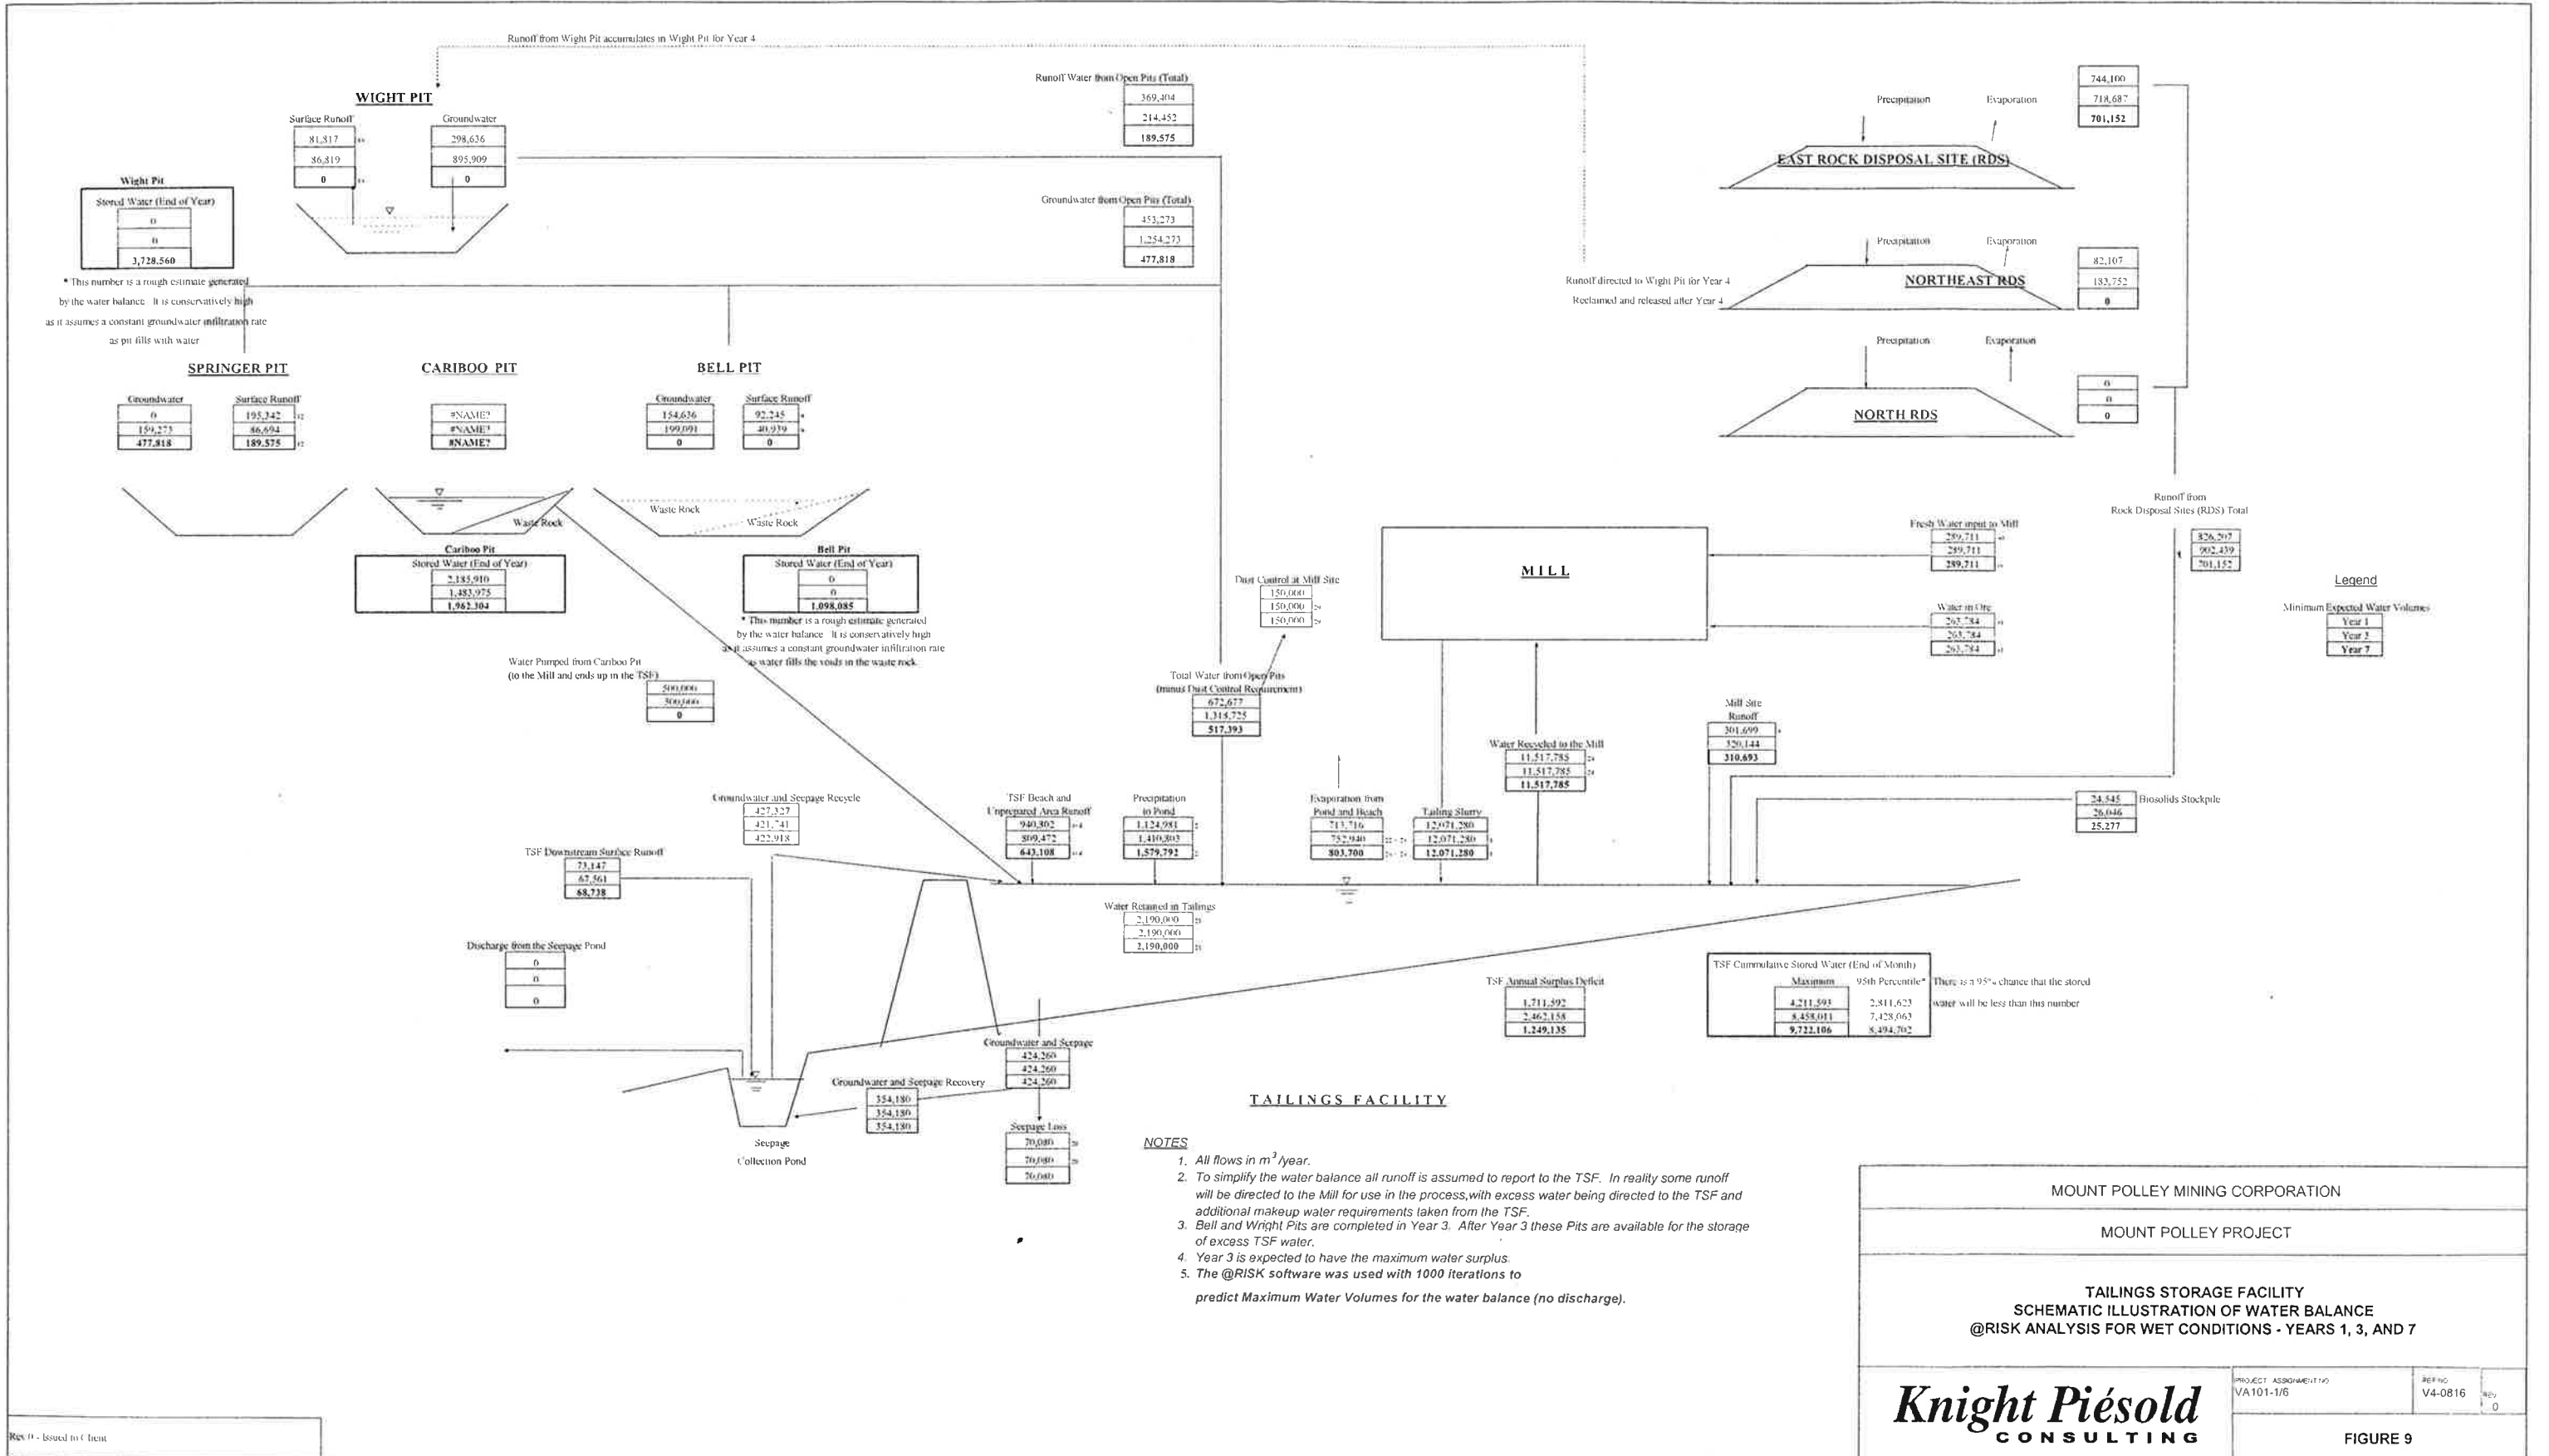 Runoff from Wight Pit accumulates in Wight Pit for Year 4
WIGHT PIT
Surface Runoff
81,817
86,819
0
Groundwater
298,636
895,909
0
Wight Pit
Stored Water (End of Year)
0
0
3,728,560
* This number is a rough estimate generated
by the water balance. It is conservatively high
as it assumes a constant groundwater infiltration rate
as pit fills with water
Runoff Water from Open Pits (Total)
369,404
214,452
189,575
Groundwater from Open Pits (Total)
453,273
1,254,273
477,818
SPRINGER PIT
Groundwater
0
159,273
477,818
Surface Runoff
195,342
86,694
189,575
CARIBOO PIT
#NAME?
#NAME?
#NAME?
BELL PIT
Groundwater
154,636
199,091
0
Surface Runoff
92,245
40,939
0
Waste Rock
Waste Rock
Waste Rock
Cariboo Pit
Stored Water (End of Year)
2,185,910
1,483,975
1,962,304
Bell Pit
Stored Water (End of Year)
0
0
1,098,085
* This number is a rough estimate generated
by the water balance. It is conservatively high
as it assumes a constant groundwater infiltration rate
as water fills the voids in the waste rock.
Water Pumped from Cariboo Pit
(to the Mill and ends up in the TSF)
500,000
500,000
0
Precipitation
Evaporation
EAST ROCK DISPOSAL SITE (RDS)
744,100
718,687
701,152
Precipitation
Evaporation
NORTHEAST RDS
82,107
183,752
0
Runoff directed to Wight Pit for Year 4
Reclaimed and released after Year 4
Precipitation
Evaporation
NORTH RDS
0
0
0
Runoff from
Rock Disposal Sites (RDS) Total
826,207
902,439
701,152
Legend
Minimum Expected Water Volumes
Year 1
Year 3
Year 7
MILL
Fresh Water input to Mill
289,711
289,711
289,711
Water in Ore
263,784
263,784
263,784
Dust Control at Mill Site
150,000
150,000
150,000
Total Water from Open Pits
(minus Dust Control Requirement)
672,677
1,318,725
517,393
Mill Site
Runoff
301,699
320,144
310,693
Water Recycled to the Mill
11,517,785
11,517,785
11,517,785
24,545
26,046
25,277
Biosolids Stockpile
Groundwater and Seepage Recycle
427,327
421,741
422,918
TSF Beach and
Unprepared Area Runoff
940,802
809,472
643,108
Precipitation
to Pond
1,124,981
1,410,803
1,579,792
Evaporation from
Pond and Beach
713,716
752,940
803,700
Tailing Slurry
12,071,280
12,071,280
12,071,280
TSF Downstream Surface Runoff
73,147
67,561
68,738
Water Retained in Tailings
2,190,000
2,190,000
2,190,000
Discharge from the Seepage Pond
0
0
0
TSF Annual Surplus Deficit
1,711,592
2,462,158
1,249,135
TSF Cummulative Stored Water (End of Month)
Maximum 95th Percentile* There is a 95% chance that the stored
4,211,593 2,811,623 water will be less than this number
8,458,011 7,428,063
9,722,106 8,494,702
Groundwater and Seepage
424,260
424,260
424,260
Groundwater and Seepage Recovery
354,180
354,180
354,180
Seepage Loss
70,080
70,080
70,080
Seepage
Collection Pond
TAILINGS FACILITY
NOTES
1. All flows in m³/year.
2. To simplify the water balance all runoff is assumed to report to the TSF. In reality some runoff
will be directed to the Mill for use in the process,with excess water being directed to the TSF and
additional makeup water requirements taken from the TSF.
3. Bell and Wright Pits are completed in Year 3. After Year 3 these Pits are available for the storage
of excess TSF water.
4. Year 3 is expected to have the maximum water surplus.
5. The @RISK software was used with 1000 iterations to
predict Maximum Water Volumes for the water balance (no discharge).
MOUNT POLLEY MINING CORPORATION
MOUNT POLLEY PROJECT
TAILINGS STORAGE FACILITY
SCHEMATIC ILLUSTRATION OF WATER BALANCE
@RISK ANALYSIS FOR WET CONDITIONS - YEARS 1, 3, AND 7
Knight Piésold
CONSULTING
PROJECT ASSIGNMENT NO
VA101-1/6
REF NO
V4-0816
REV
0
FIGURE 9
Rev 0 - Issued to Client